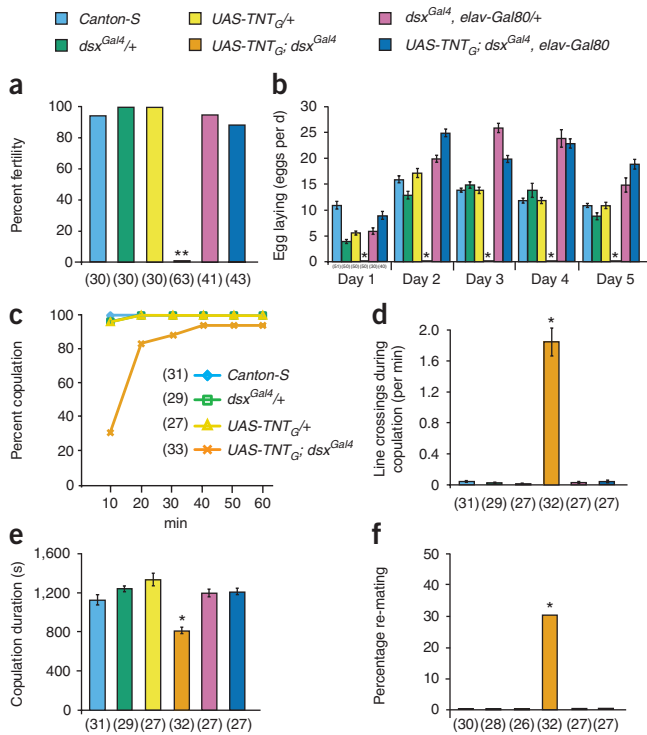 Canton-S
UAS-TNTG/+
dsxGal4, elav-Gal80/+
dsxGal4/+
UAS-TNTG; dsxGal4
UAS-TNTG; dsxGal4, elav-Gal80
a
Percent fertility
100
80
60
40
20
0
**
(30) (30) (30) (63) (41) (43)
b
Egg laying (eggs per d)
30
25
20
15
10
5
0
* * * * *
(51) (50) (50) (50) (30) (40)
Day 1 Day 2 Day 3 Day 4 Day 5
c
Percent copulation
100
80
60
40
20
0
(31) Canton-S
(29) dsxGal4/+
(27) UAS-TNTG/+
(33) UAS-TNTG; dsxGal4
10 20 30 40 50 60
min
d
Line crossings during
copulation (per min)
2.0
1.6
1.2
0.8
0.4
0
*
(31) (29) (27) (32) (27) (27)
e
Copulation duration (s)
1,600
1,200
800
400
0
*
(31) (29) (27) (32) (27) (27)
f
Percentage re-mating
50
40
30
20
10
0
*
(30) (28) (26) (32) (27) (27)